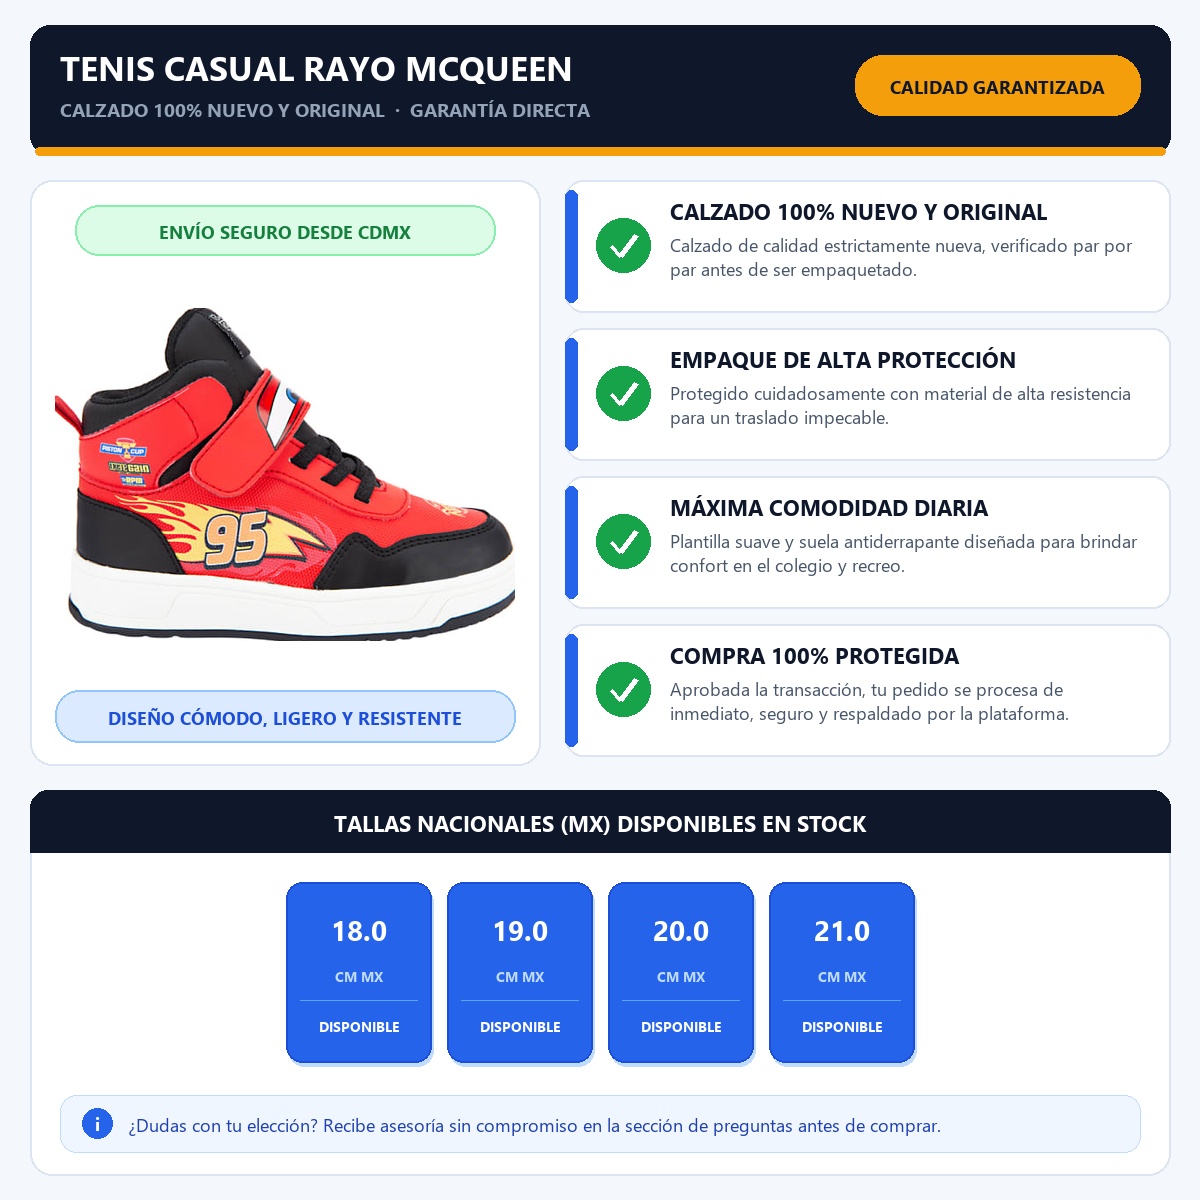 TENIS CASUAL RAYO MCQUEEN
CALZADO 100% NUEVO Y ORIGINAL · GARANTÍA DIRECTA
CALIDAD GARANTIZADA
ENVÍO SEGURO DESDE CDMX
PISTON CUP
RPM
95
DISEÑO CÓMODO, LIGERO Y RESISTENTE
CALZADO 100% NUEVO Y ORIGINAL
Calzado de calidad estrictamente nueva, verificado par por
par antes de ser empaquetado.
EMPAQUE DE ALTA PROTECCIÓN
Protegido cuidadosamente con material de alta resistencia
para un traslado impecable.
MÁXIMA COMODIDAD DIARIA
Plantilla suave y suela antiderrapante diseñada para brindar
confort en el colegio y recreo.
COMPRA 100% PROTEGIDA
Aprobada la transacción, tu pedido se procesa de
inmediato, seguro y respaldado por la plataforma.
TALLAS NACIONALES (MX) DISPONIBLES EN STOCK
18.0
CM MX
DISPONIBLE
19.0
CM MX
DISPONIBLE
20.0
CM MX
DISPONIBLE
21.0
CM MX
DISPONIBLE
¿Dudas con tu elección? Recibe asesoría sin compromiso en la sección de preguntas antes de comprar.